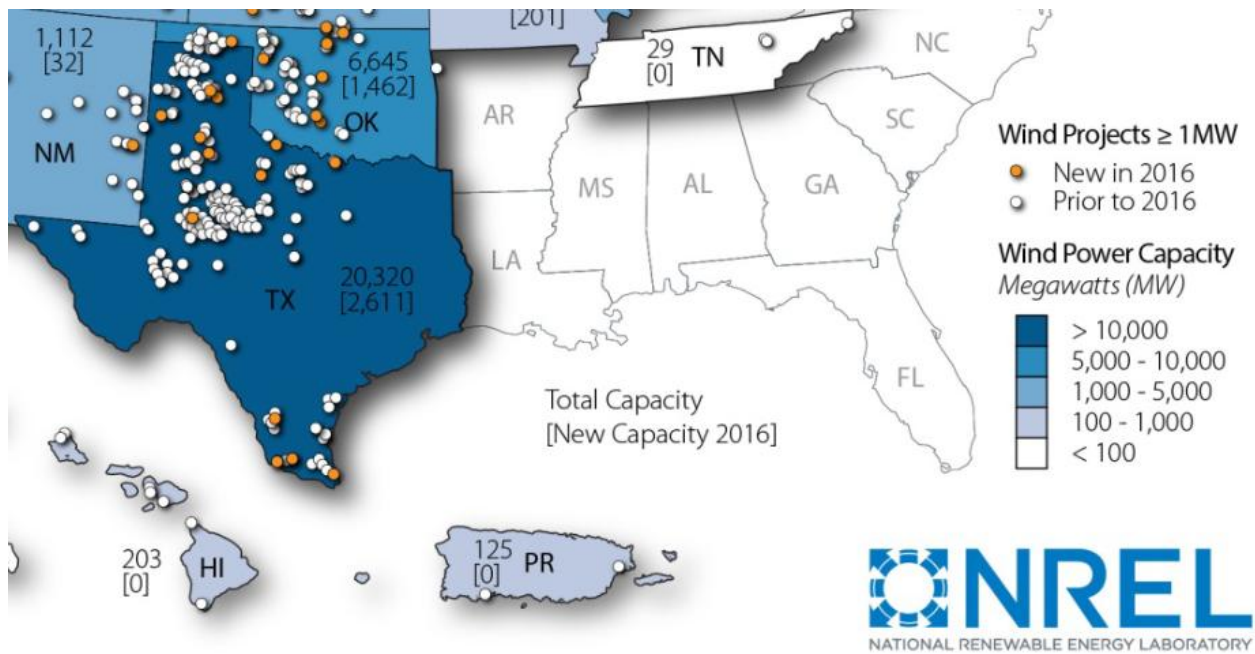 1,112
[32]
[201]
6,645
[1,462]
29
[0]
TN
NC
OK
AR
SC
NM
MS
AL
GA
LA
20,320
[2,611]
TX
FL
Wind Projects ≥ 1MW
New in 2016
Prior to 2016
Wind Power Capacity
Megawatts (MW)
> 10,000
5,000 - 10,000
1,000 - 5,000
100 - 1,000
< 100
Total Capacity
[New Capacity 2016]
203
[0]
HI
125
[0]
PR
NREL
NATIONAL RENEWABLE ENERGY LABORATORY